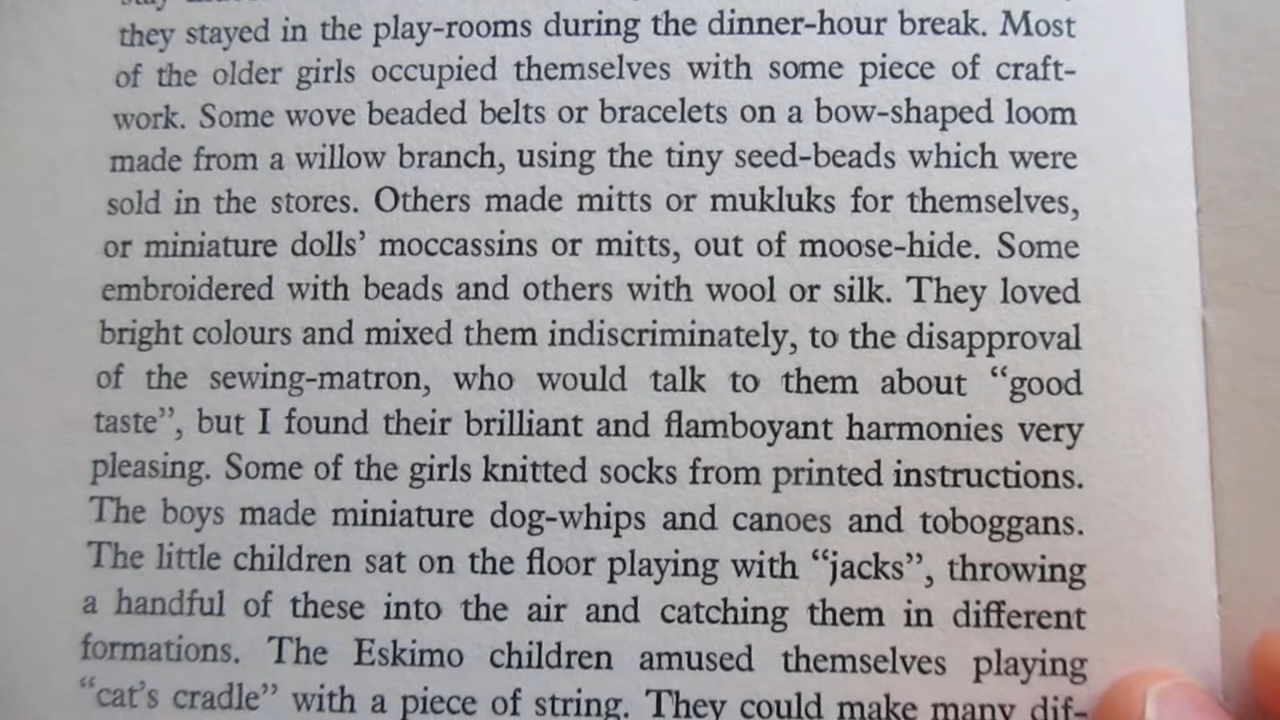 they stayed in the play-rooms during the dinner-hour break. Most
of the older girls occupied themselves with some piece of craft-
work. Some wove beaded belts or bracelets on a bow-shaped loom
made from a willow branch, using the tiny seed-beads which were
sold in the stores. Others made mitts or mukluks for themselves,
or miniature dolls’ moccassins or mitts, out of moose-hide. Some
embroidered with beads and others with wool or silk. They loved
bright colours and mixed them indiscriminately, to the disapproval
of the sewing-matron, who would talk to them about “good
taste”, but I found their brilliant and flamboyant harmonies very
pleasing. Some of the girls knitted socks from printed instructions.
The boys made miniature dog-whips and canoes and toboggans.
The little children sat on the floor playing with “jacks”, throwing
a handful of these into the air and catching them in different
formations. The Eskimo children amused themselves playing
“cat’s cradle” with a piece of string. They could make many dif-